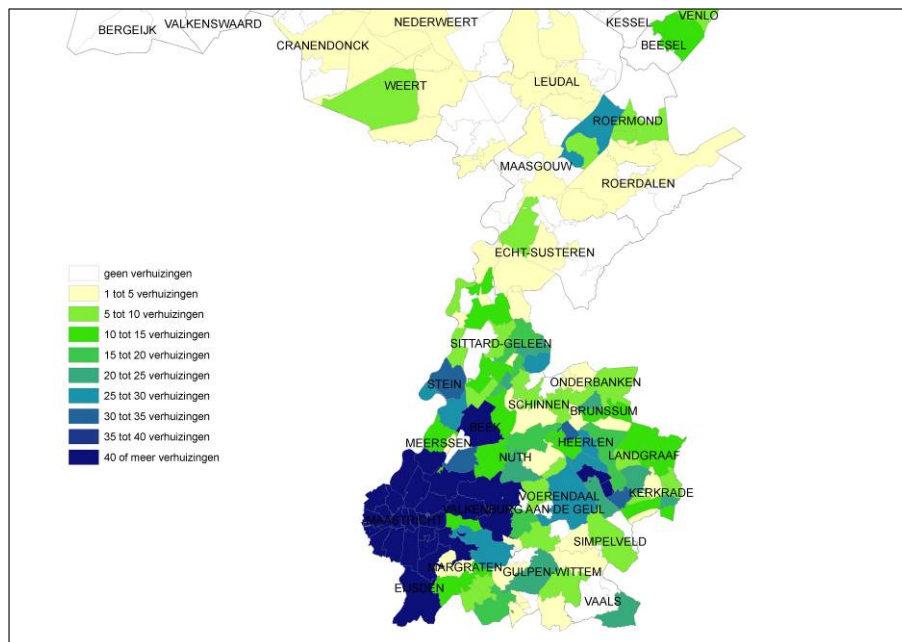 BERGEIJK
VALKENSWAARD
CRANENDONCK
NEDERWEERT
KESSEL
VENLO
BEESEL
WEERT
LEUDAL
ROERMOND
MAASGOUW
ROERDALEN
ECHT-SUSTEREN
geen verhuizingen
1 tot 5 verhuizingen
5 tot 10 verhuizingen
10 tot 15 verhuizingen
15 tot 20 verhuizingen
20 tot 25 verhuizingen
25 tot 30 verhuizingen
30 tot 35 verhuizingen
35 tot 40 verhuizingen
40 of meer verhuizingen
SITTARD-GELEEN
STEIN
ONDERBANKEN
SCHINNEN
BRUNSSUM
BEEK
MEERSSEN
HEERLEN
NUTH
LANDGRAAF
KERKRADE
VOERENDAAL
VALKENBURG AAN DE GEUL
MAASTRICHT
SIMPELVELD
MARGRATEN
GULPEN-WITTEM
EIJSDEN
VAALS